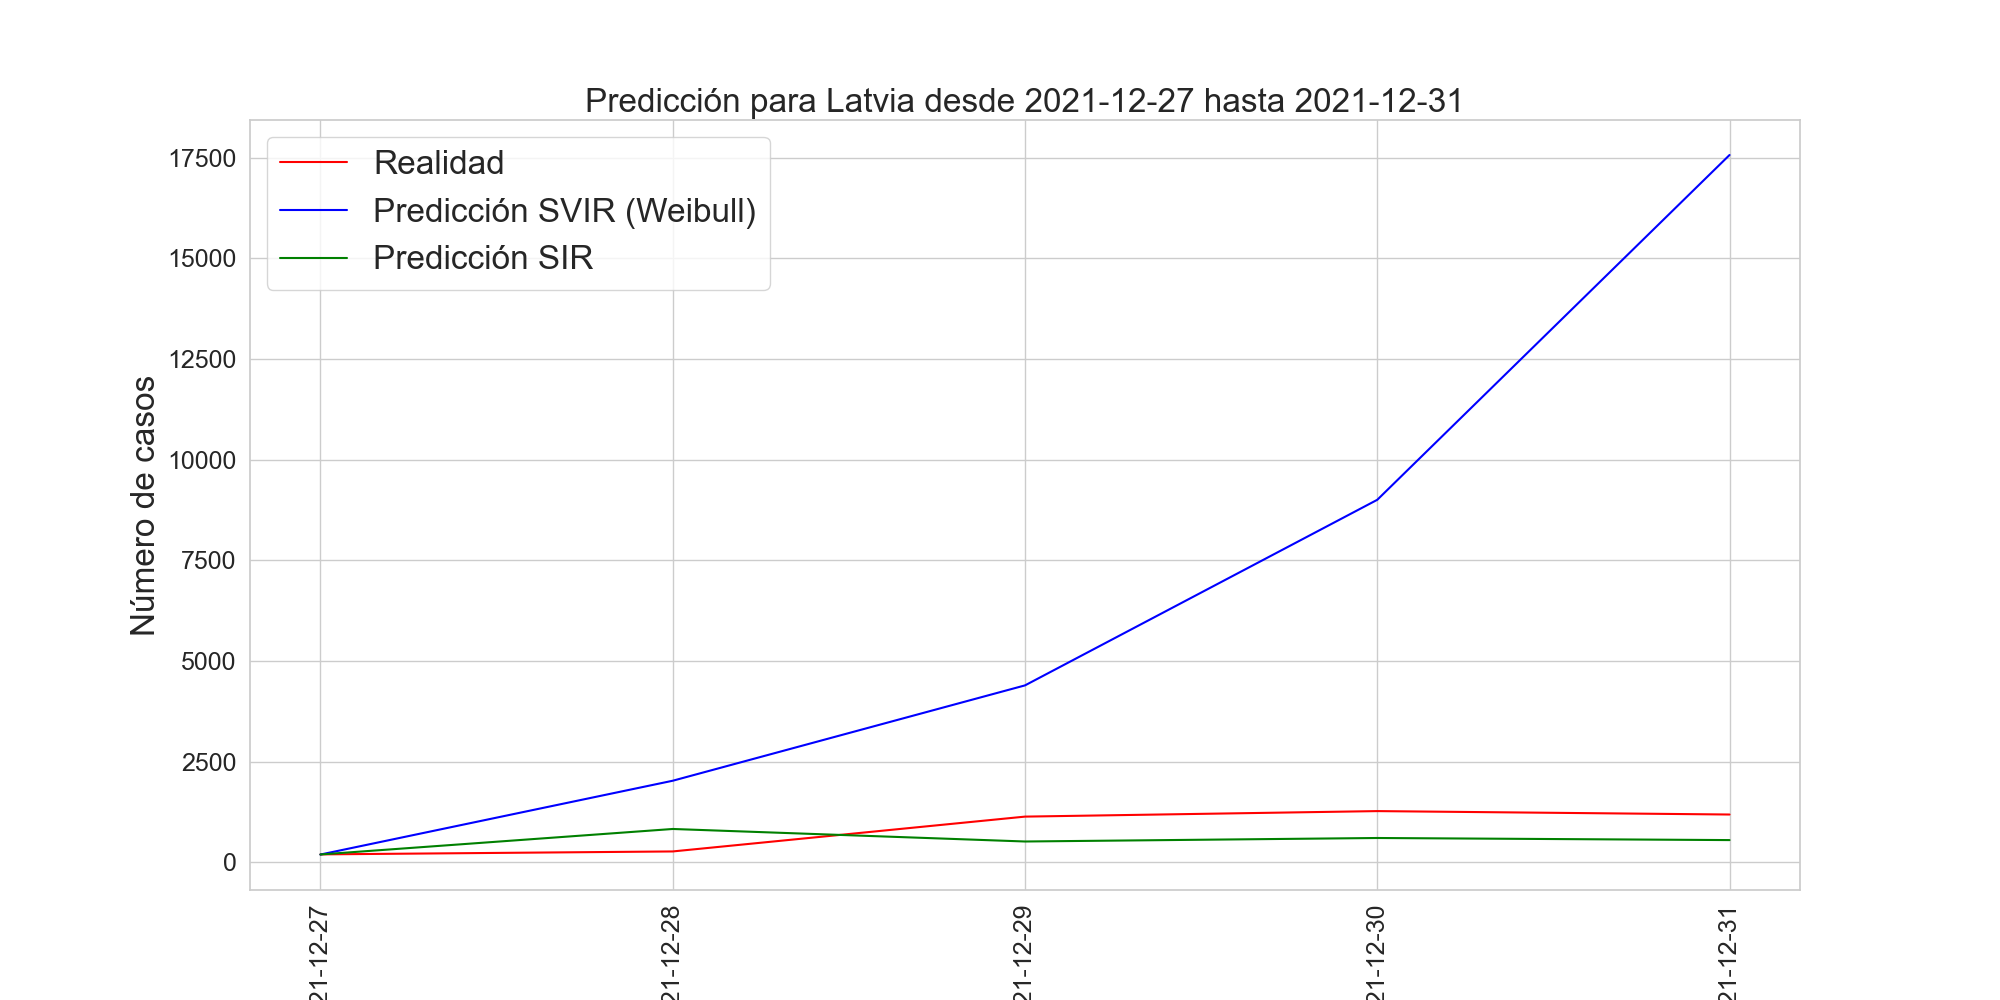 Predicción para Latvia desde 2021-12-27 hasta 2021-12-31
Realidad
Predicción SVIR (Weibull)
Predicción SIR
Número de casos
17500
15000
12500
10000
7500
5000
2500
0
21-12-27
21-12-28
21-12-29
21-12-30
21-12-31